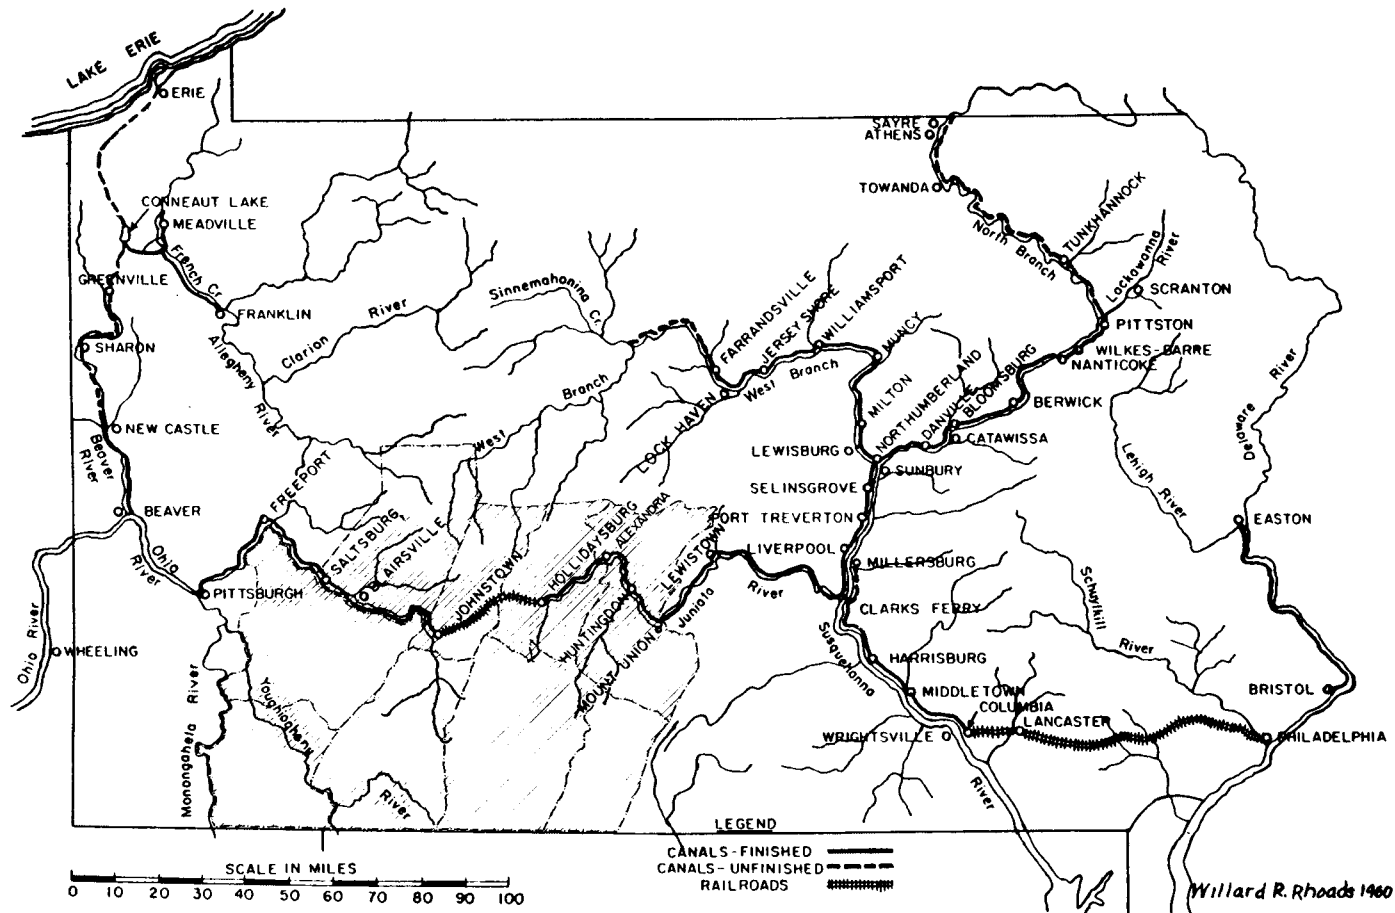 LAKE ERIE
ERIE
SAYRE
ATHENS
TOWANDA
CONNEAUT LAKE
MEADVILLE
French Cr.
GREENVILLE
FRANKLIN
SHARON
Allegheny
River
Clarion River
Sinnemahoning Cr.
North Branch
TUNKHANNOCK
Lackawanna
River
SCRANTON
PITTSTON
WILKES-BARRE
NANTICOKE
FARRANDSVILLE
JERSEY SHORE
WILLIAMSPORT
MUNCY
West Branch
LOCK HAVEN
West Branch
MILTON
NORTHUMBERLAND
DANVILLE
BLOOMSBURG
BERWICK
CATAWISSA
LEWISBURG
SUNBURY
SELINSGROVE
PORT TREVERTON
LIVERPOOL
MILLERSBURG
CLARKS FERRY
Delaware
River
Lehigh River
EASTON
NEW CASTLE
Beaver
River
BEAVER
Ohio
River
FREEPORT
PITTSBURGH
SALTSBURG
BLAIRSVILLE
JOHNSTOWN
HOLLIDAYSBURG
ALEXANDRIA
HUNTINGDON
MOUNT UNION
LEWISTOWN
Juniata
River
Ohio River
WHEELING
Monongahela River
Youghiogheny
River
Susquehanna
River
Schuylkill
River
HARRISBURG
MIDDLETOWN
COLUMBIA
LANCASTER
WRIGHTSVILLE
BRISTOL
PHILADELPHIA
LEGEND
CANALS-FINISHED
CANALS-UNFINISHED
RAILROADS
SCALE IN MILES
0 10 20 30 40 50 60 70 80 90 100
Willard R. Rhoads 1960